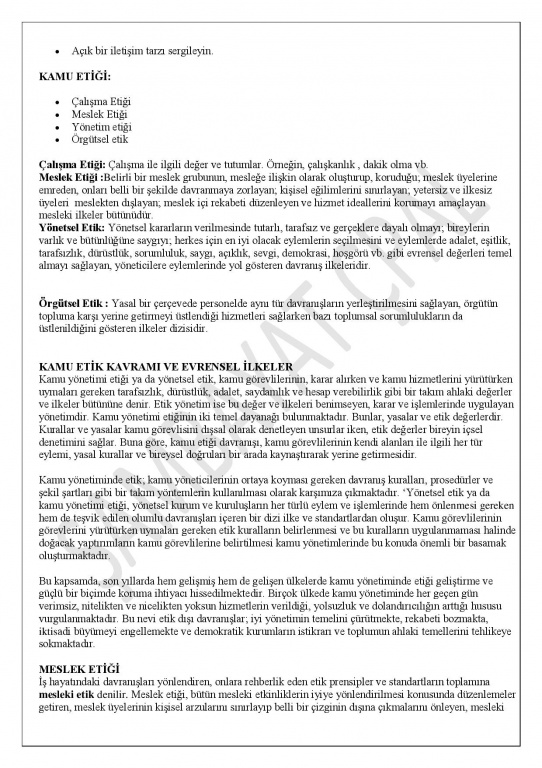 • Açık bir iletişim tarzı sergileyin.
KAMU ETİĞİ:
• Çalışma Etiği
• Meslek Etiği
• Yönetim etiği
• Örgütsel etik
Çalışma Etiği: Çalışma ile ilgili değer ve tutumlar. Örneğin, çalışkanlık , dakik olma vb.
Meslek Etiği :Belirli bir meslek grubunun, mesleğe ilişkin olarak oluşturup, koruduğu; meslek üyelerine
emreden, onları belli bir şekilde davranmaya zorlayan; kişisel eğilimlerini sınırlayan; yetersiz ve ilkesiz
üyeleri meslekten dışlayan; meslek içi rekabeti düzenleyen ve hizmet ideallerini korumayı amaçlayan
mesleki ilkeler bütünüdür.
Yönetsel Etik: Yönetsel kararların verilmesinde tutarlı, tarafsız ve gerçeklere dayalı olmayı; bireylerin
varlık ve bütünlüğüne saygıyı; herkes için en iyi olacak eylemlerin seçilmesini ve eylemlerde adalet, eşitlik,
tarafsızlık, dürüstlük, sorumluluk, saygı, açıklık, sevgi, demokrasi, hoşgörü vb. gibi evrensel değerleri temel
almayı sağlayan, yöneticilere eylemlerinde yol gösteren davranış ilkeleridir.
Örgütsel Etik : Yasal bir çerçevede personelde aynı tür davranışların yerleştirilmesini sağlayan, örgütün
topluma karşı yerine getirmeyi üstlendiği hizmetleri sağlarken bazı toplumsal sorumlulukların da
üstlenildiğini gösteren ilkeler dizisidir.
KAMU ETİK KAVRAMI VE EVRENSEL İLKELER
Kamu yönetimi etiği ya da yönetsel etik, kamu görevlilerinin, karar alırken ve kamu hizmetlerini yürütürken
uymaları gereken tarafsızlık, dürüstlük, adalet, saydamlık ve hesap verebilirlik gibi bir takım ahlaki değerler
ve ilkeler bütününe denir. Etik yönetim ise bu değer ve ilkeleri benimseyen, karar ve işlemlerinde uygulayan
yönetimdir. Kamu yönetimi etiğinin iki temel dayanağı bulunmaktadır. Bunlar, yasalar ve etik değerlerdir.
Kurallar ve yasalar kamu görevlisini dışsal olarak denetleyen unsurlar iken, etik değerler bireyin içsel
denetimini sağlar. Buna göre, kamu etiği davranışı, kamu görevlilerinin kendi alanları ile ilgili her tür
eylemi, yasal kurallar ve bireysel doğruları bir arada kaynaştırarak yerine getirmesidir.
Kamu yönetiminde etik; kamu yöneticilerinin ortaya koyması gereken davranış kuralları, prosedürler ve
şekil şartları gibi bir takım yöntemlerin kullanılması olarak karşımıza çıkmaktadır. ‘Yönetsel etik ya da
kamu yönetimi etiği, yönetsel kurum ve kuruluşların her türlü eylem ve işlemlerinde hem önlenmesi gereken
hem de teşvik edilen olumlu davranışları içeren bir dizi ilke ve standartlardan oluşur. Kamu görevlilerinin
görevlerini yürütürken uymaları gereken etik kuralların belirlenmesi ve bu kuralların uygulanmaması halinde
doğacak yaptırımların kamu görevlilerine belirtilmesi kamu yönetimlerinde bu konuda önemli bir basamak
oluşturmaktadır.
Bu kapsamda, son yıllarda hem gelişmiş hem de gelişen ülkelerde kamu yönetiminde etiği geliştirme ve
güçlü bir biçimde koruma ihtiyacı hissedilmektedir. Birçok ülkede kamu yönetiminde her geçen gün
verimsiz, nitelikten ve nicelikten yoksun hizmetlerin verildiği, yolsuzluk ve dolandırıcılığın arttığı hususu
vurgulanmaktadır. Bu nevi etik dışı davranışlar; iyi yönetimin temelini çürütmekte, rekabeti bozmakta,
iktisadi büyümeyi engellemekte ve demokratik kurumların istikrarı ve toplumun ahlaki temellerini tehlikeye
sokmaktadır.
MESLEK ETİĞİ
İş hayatındaki davranışları yönlendiren, onlara rehberlik eden etik prensipler ve standartların toplamına
mesleki etik denilir. Meslek etiği, bütün mesleki etkinliklerin iyiye yönlendirilmesi konusunda düzenlemeler
getiren, meslek üyelerinin kişisel arzularını sınırlayıp belli bir çizginin dışına çıkmalarını önleyen, mesleki